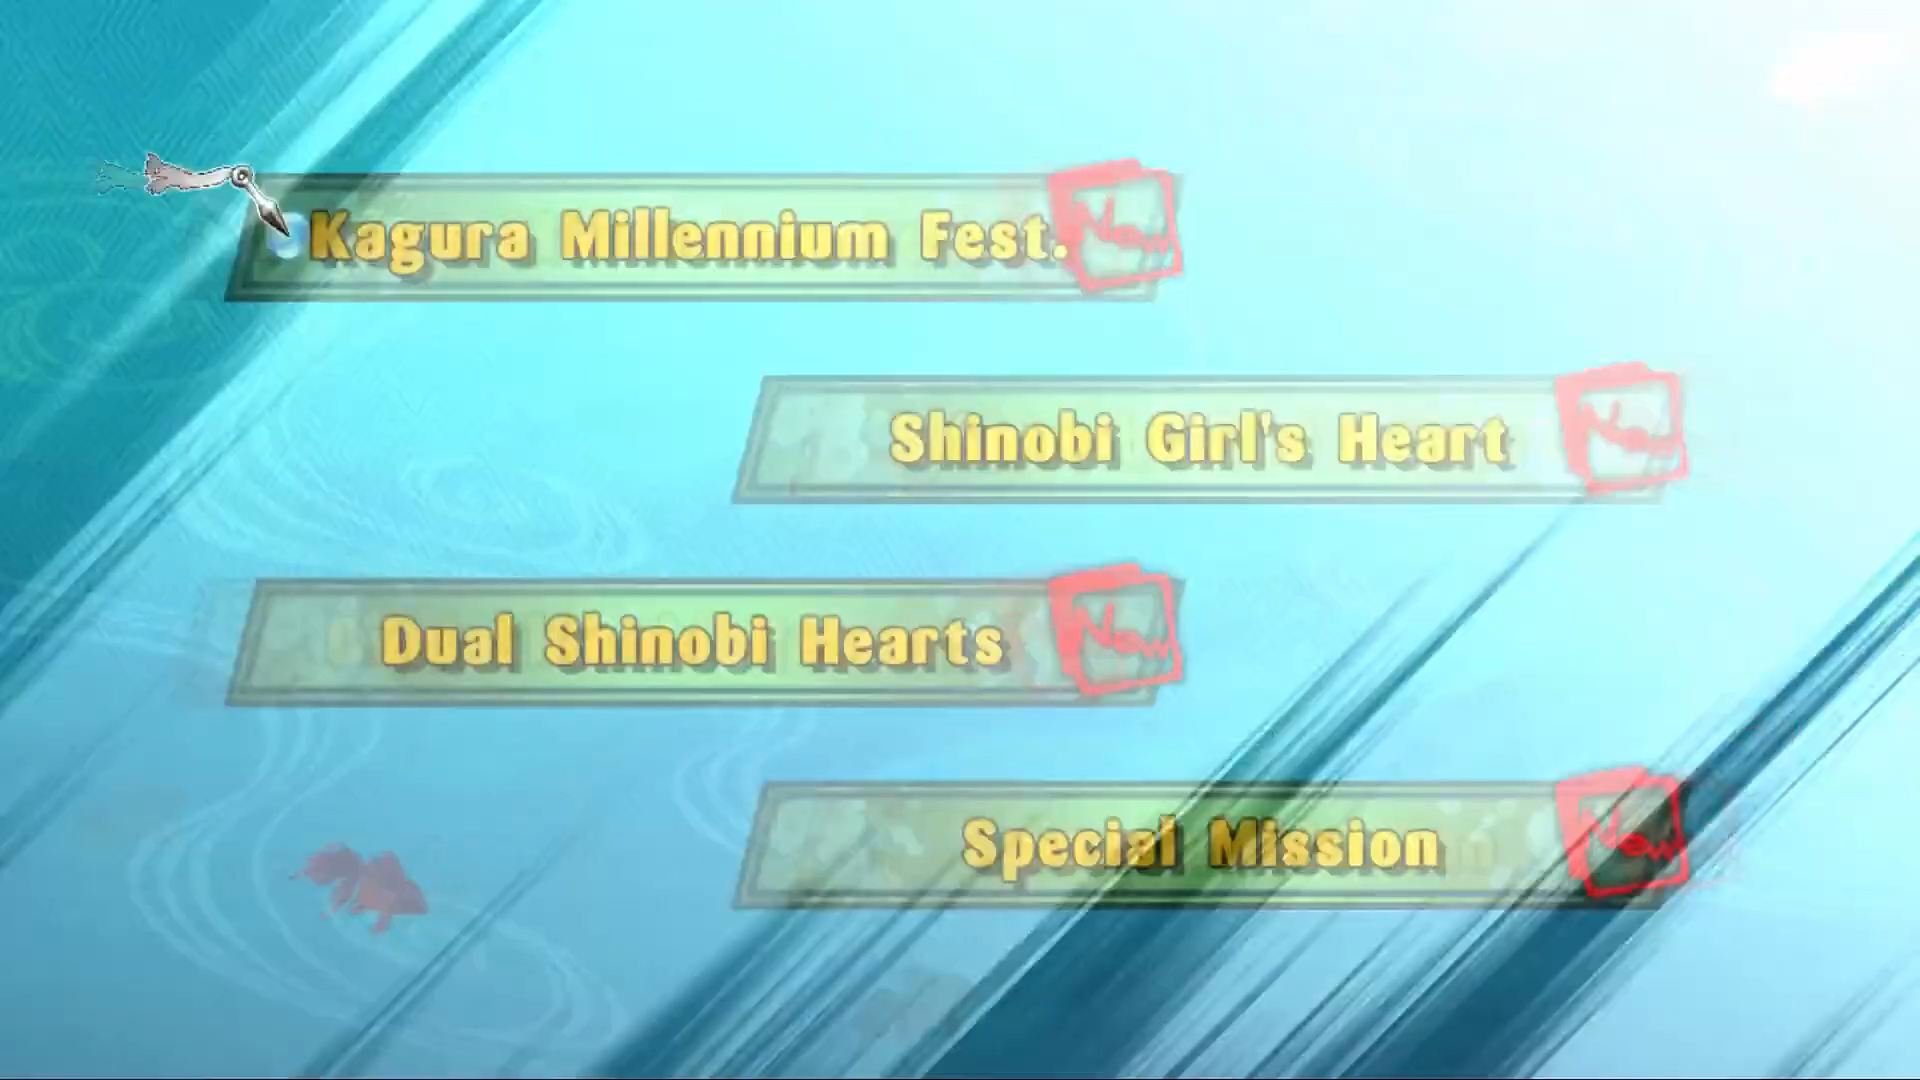 Kagura Millennium Fest.
New
Shinobi Girl's Heart
New
Dual Shinobi Hearts
New
Special Mission
New